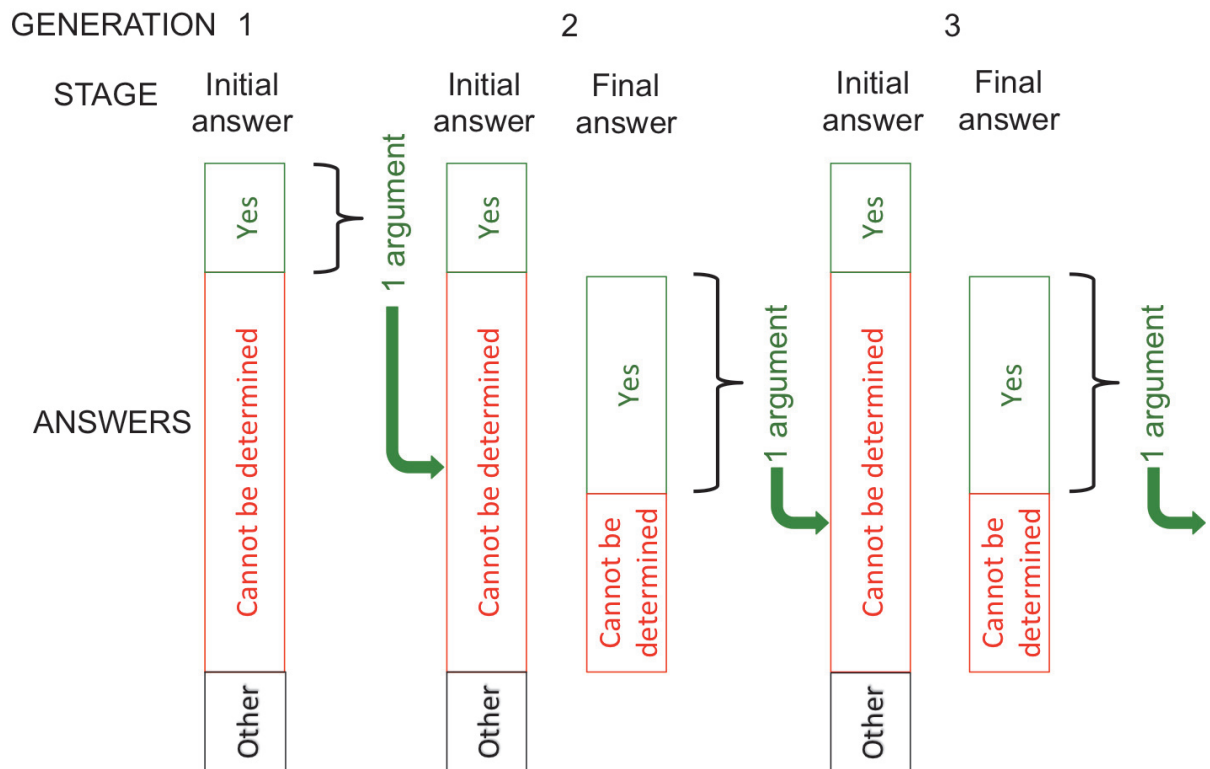 GENERATION 1 2 3
STAGE
Initial
answer
Initial
answer
Final
answer
Initial
answer
Final
answer
ANSWERS
Yes
Cannot be determined
Other
1 argument
Yes
Cannot be determined
Other
Yes
Cannot be
determined
1 argument
Yes
Cannot be determined
Other
Yes
Cannot be
determined
1 argument